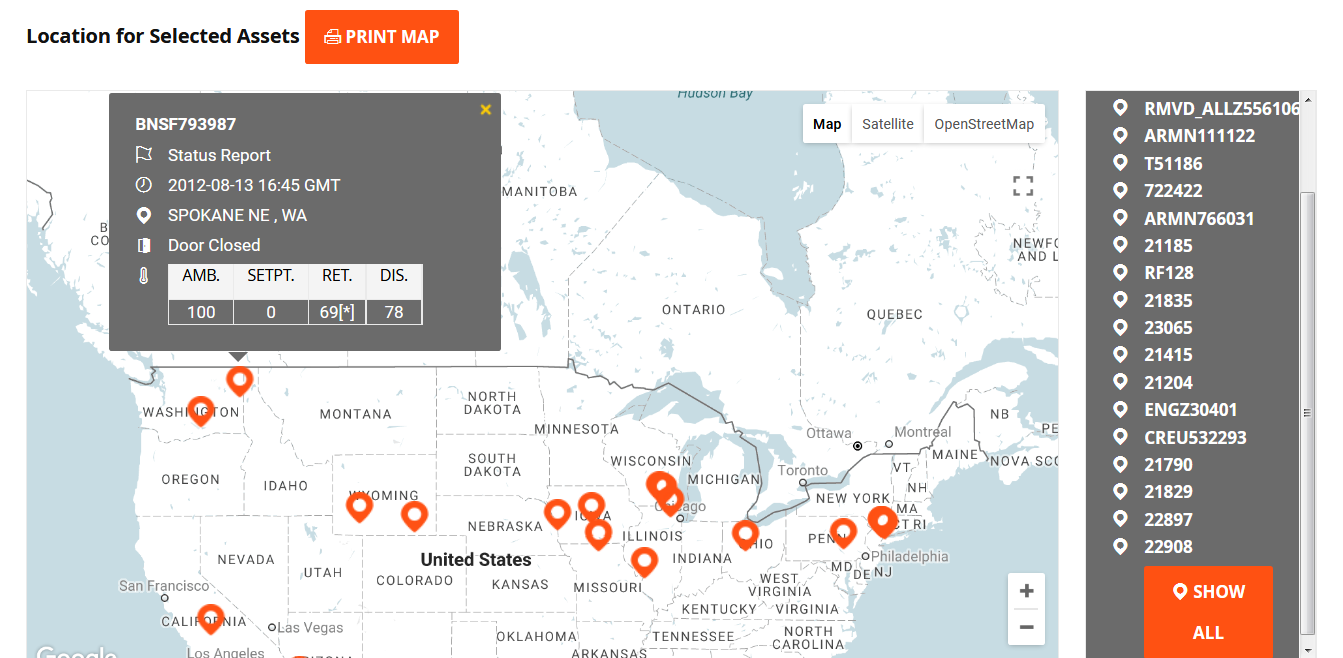 Location for Selected Assets PRINT MAP
Hudson Bay
BNSF793987
Status Report
2012-08-13 16:45 GMT
SPOKANE NE , WA
Door Closed
AMB. SETPT. RET. DIS.
100 0 69[*] 78
Map Satellite OpenStreetMap
MANITOBA
ONTARIO
QUEBEC
NEWFO
AND L
B
CO
WASHINGTON
MONTANA
NORTH
DAKOTA
MINNESOTA
OREGON
IDAHO
SOUTH
DAKOTA
WISCONSIN
MICHIGAN
Ottawa
Montreal
Toronto
NB
PE
MAINE
NOVA SCO
VT
NH
NEW YORK
MA
CT RI
WYOMING
NEBRASKA
IOWA
Chicago
ILLINOIS
INDIANA
OHIO
PENN
Philadelphia
MD
DE
NJ
United States
NEVADA
UTAH
COLORADO
KANSAS
MISSOURI
WEST
VIRGINIA
KENTUCKY
VIRGINIA
San Francisco
CALIFORNIA
Las Vegas
Los Angeles
OKLAHOMA
TENNESSEE
NORTH
CAROLINA
ARKANSAS
Google
RMVD_ALLZ556106
ARMN111122
T51186
722422
ARMN766031
21185
RF128
21835
23065
21415
21204
ENGZ30401
CREU532293
21790
21829
22897
22908
SHOW
ALL